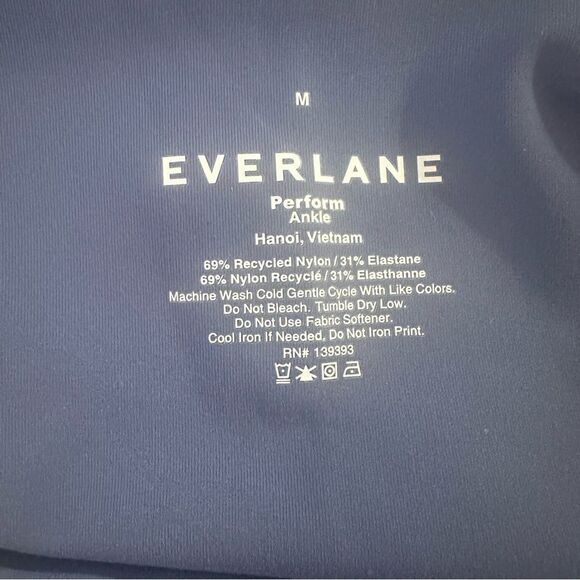 M
EVERLANE
Perform
Ankle
Hanoi, Vietnam
69% Recycled Nylon / 31% Elastane
69% Nylon Recyclé / 31% Elasthanne
Machine Wash Cold Gentle Cycle With Like Colors.
Do Not Bleach. Tumble Dry Low.
Do Not Use Fabric Softener.
Cool Iron If Needed, Do Not Iron Print.
RN# 139393